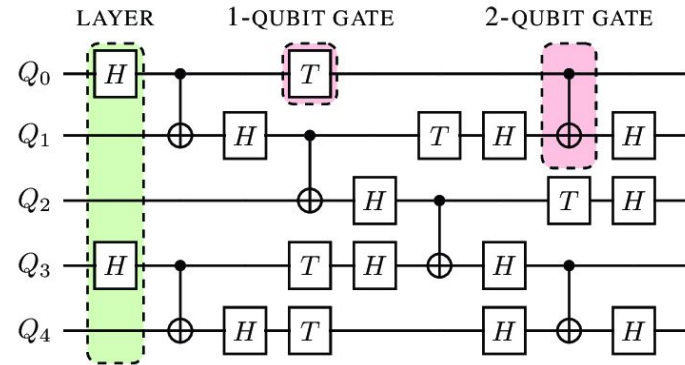 LAYER 1-QUBIT GATE 2-QUBIT GATE
Q0 H T
Q1 H T H H
Q2 H T H
Q3 H T H H
Q4 H T H H